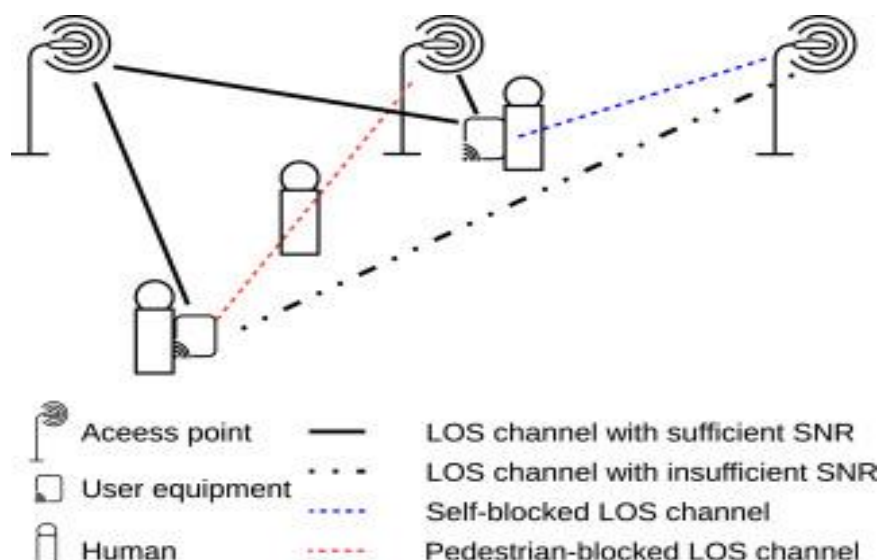 Aceess point
LOS channel with sufficient SNR
LOS channel with insufficient SNR
User equipment
Self-blocked LOS channel
Human
Pedestrian-blocked LOS channel